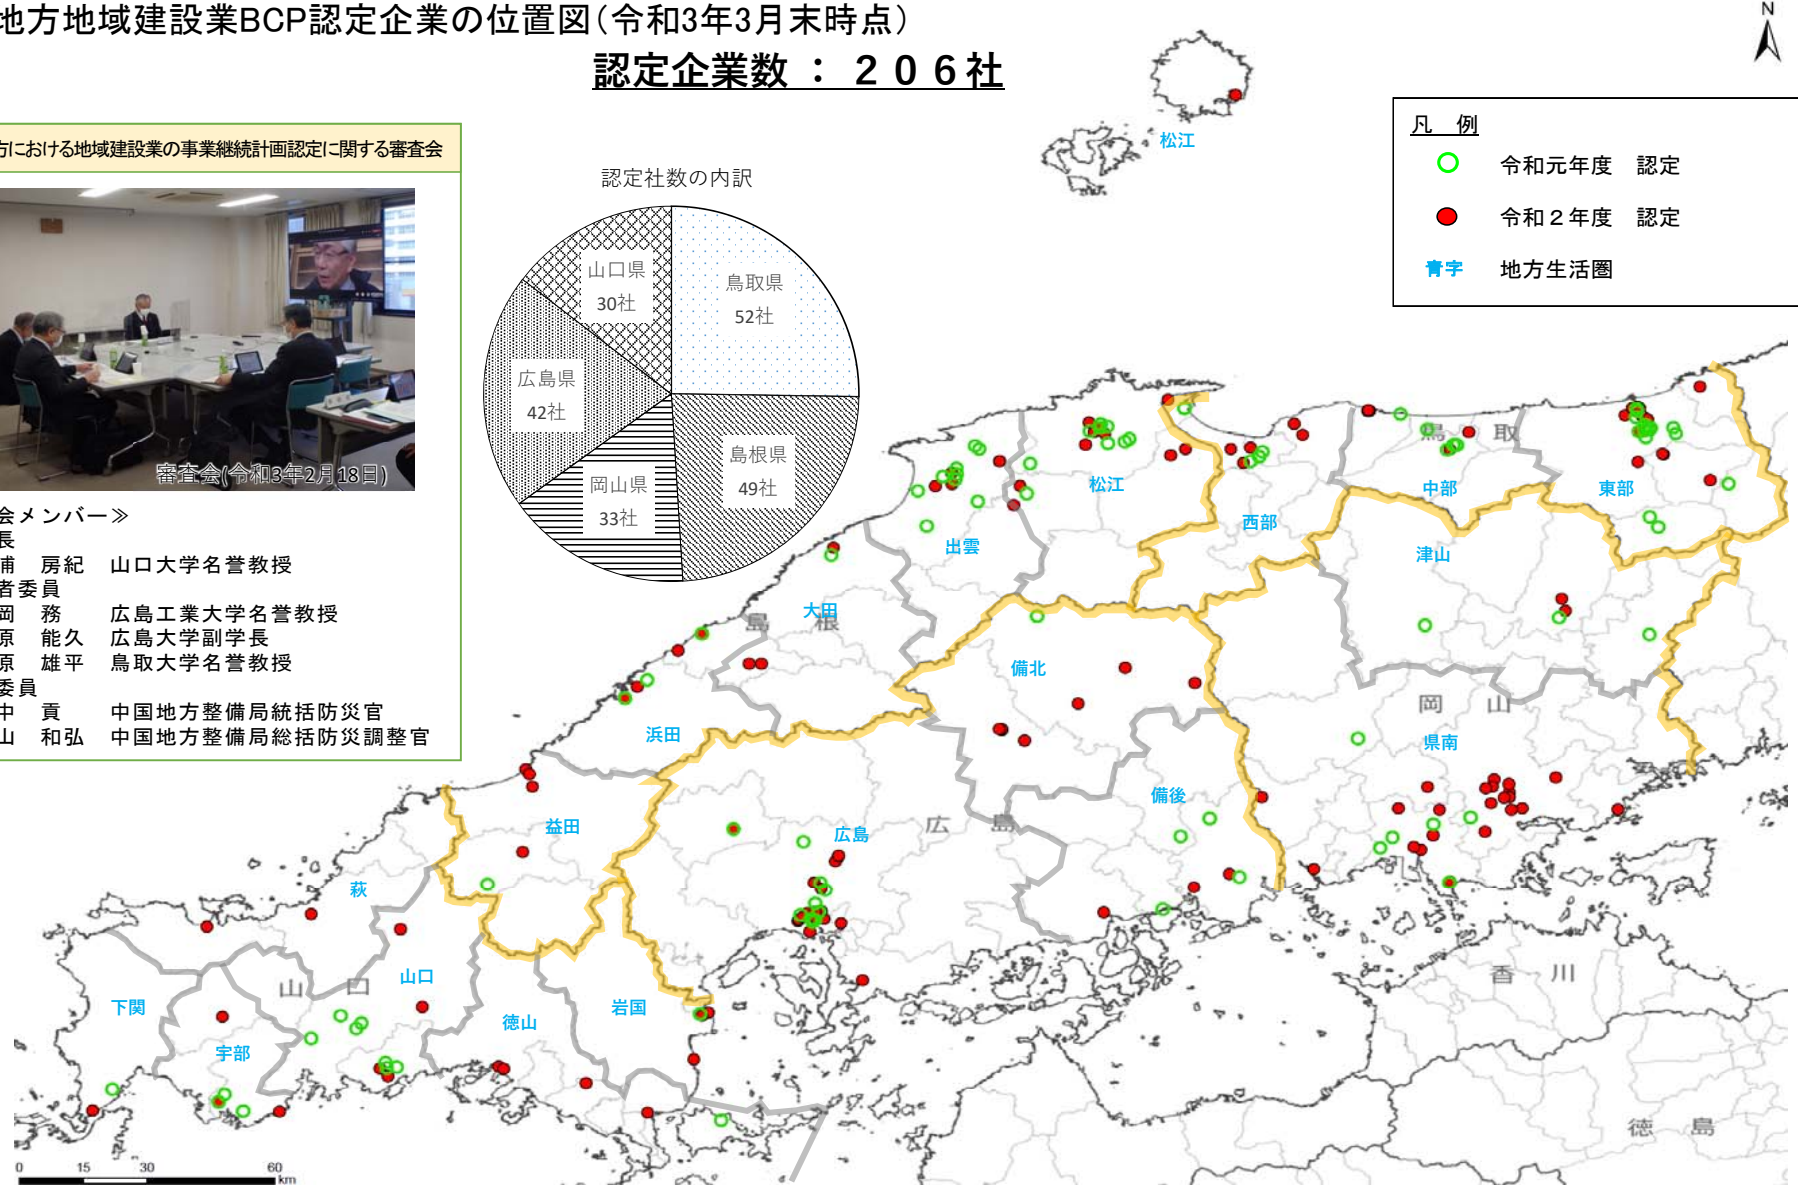 地方地域建設業BCP認定企業の位置図(令和3年3月末時点)
認定企業数 ： ２０６社
方における地域建設業の事業継続計画認定に関する審査会
審査会(令和3年2月18日)
会メンバー≫
長
浦 房紀 山口大学名誉教授
者委員
岡 務 広島工業大学名誉教授
原 能久 広島大学副学長
原 雄平 鳥取大学名誉教授
委員
中 貢 中国地方整備局統括防災官
山 和弘 中国地方整備局総括防災調整官
認定社数の内訳
鳥取県
52社
島根県
49社
岡山県
33社
広島県
42社
山口県
30社
N
凡 例
令和元年度 認定
令和２年度 認定
青字 地方生活圏
松江
鳥 取
松江
中部
東部
西部
出雲
津山
大田
島 根
備北
岡 山
浜田
県南
備後
益田
広島
広 島
萩
山口
山 口
香 川
下関
岩国
徳山
宇部
徳 島
0 15 30 60
km